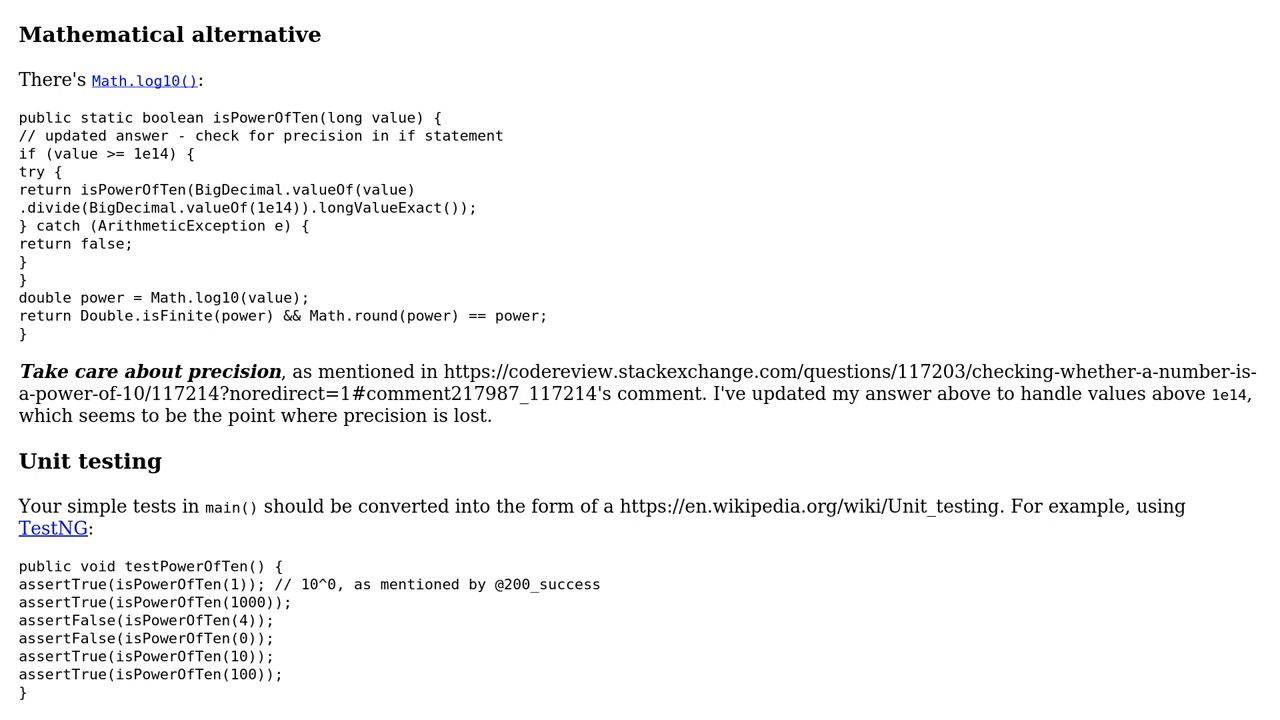 Mathematical alternative
There's Math.log10():
public static boolean isPowerOfTen(long value) {
// updated answer - check for precision in if statement
if (value >= 1e14) {
try {
return isPowerOfTen(BigDecimal.valueOf(value)
.divide(BigDecimal.valueOf(1e14)).longValueExact());
} catch (ArithmeticException e) {
return false;
}
}
double power = Math.log10(value);
return Double.isFinite(power) && Math.round(power) == power;
}
Take care about precision, as mentioned in https://codereview.stackexchange.com/questions/117203/checking-whether-a-number-is-
a-power-of-10/117214?noredirect=1#comment217987_117214's comment. I've updated my answer above to handle values above 1e14,
which seems to be the point where precision is lost.
Unit testing
Your simple tests in main() should be converted into the form of a https://en.wikipedia.org/wiki/Unit_testing. For example, using
TestNG:
public void testPowerOfTen() {
assertTrue(isPowerOfTen(1)); // 10^0, as mentioned by @200_success
assertTrue(isPowerOfTen(1000));
assertFalse(isPowerOfTen(4));
assertFalse(isPowerOfTen(0));
assertTrue(isPowerOfTen(10));
assertTrue(isPowerOfTen(100));
}